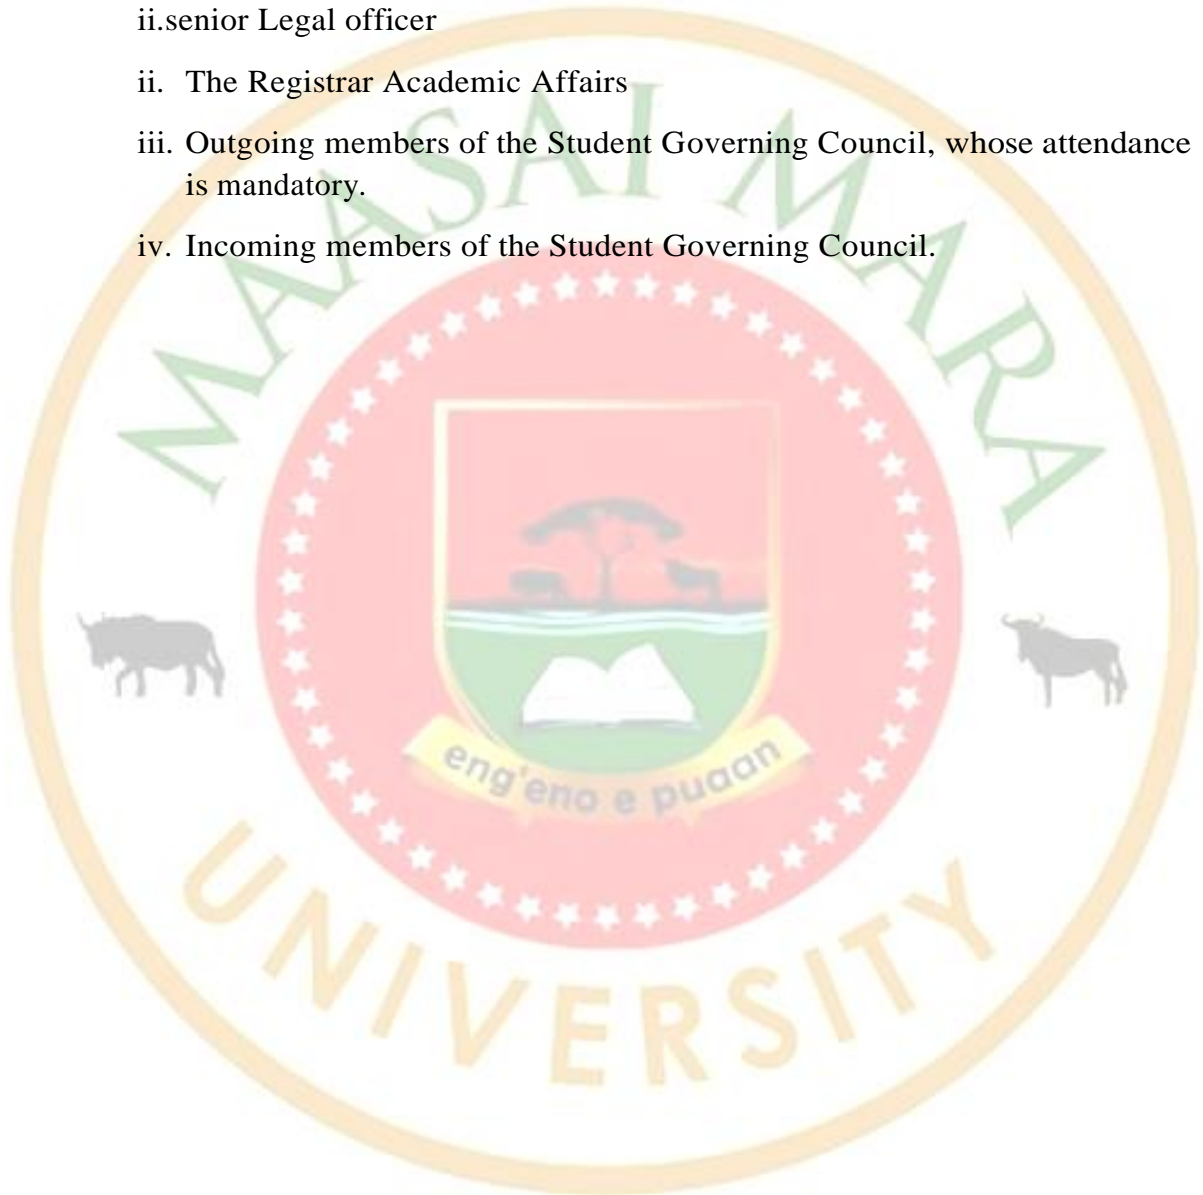 ii.senior Legal officer
ii. The Registrar Academic Affairs
iii. Outgoing members of the Student Governing Council, whose attendance
is mandatory.
iv. Incoming members of the Student Governing Council.
MAASAI MARA
eng'eno e puaan
UNIVERSITY